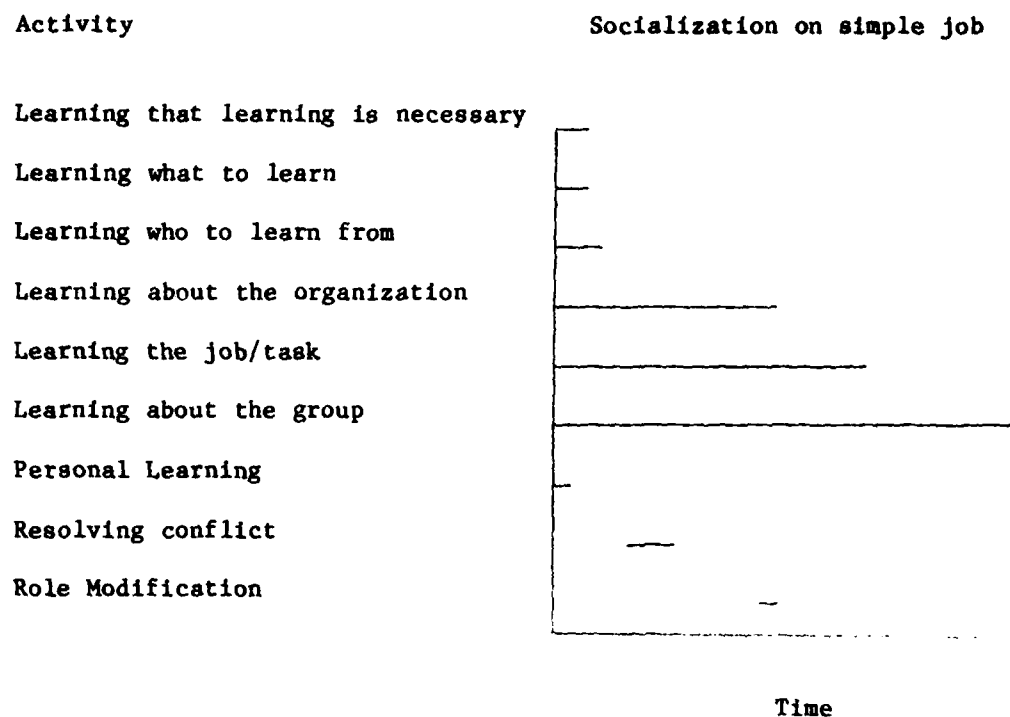 Activity Socialization on simple job
Learning that learning is necessary
Learning what to learn
Learning who to learn from
Learning about the organization
Learning the job/task
Learning about the group
Personal Learning
Resolving conflict
Role Modification
Time